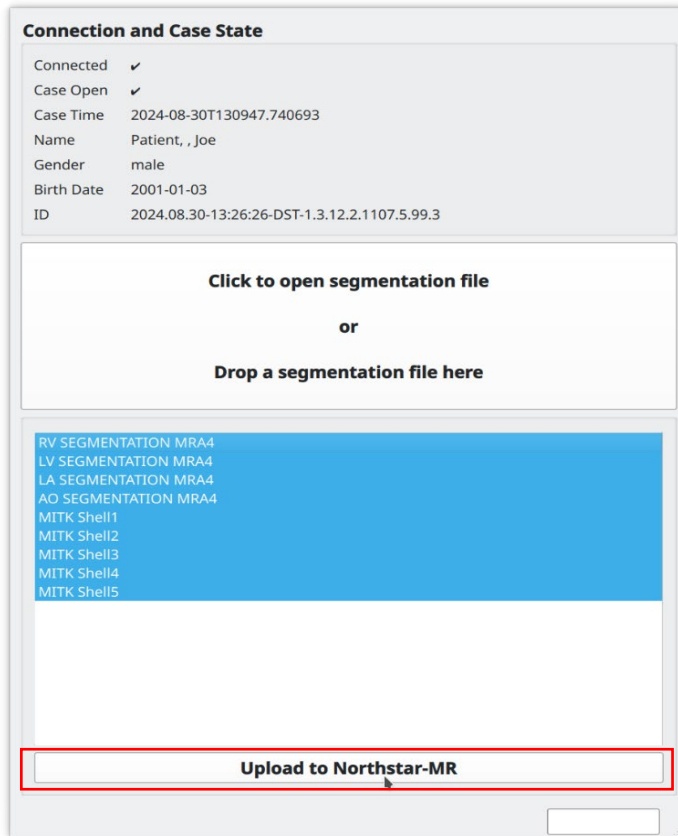 Connection and Case State
Connected ✔
Case Open ✔
Case Time 2024-08-30T130947.740693
Name Patient, , Joe
Gender male
Birth Date 2001-01-03
ID 2024.08.30-13:26:26-DST-1.3.12.2.1107.5.99.3
Click to open segmentation file
or
Drop a segmentation file here
RV SEGMENTATION MRA4
LV SEGMENTATION MRA4
LA SEGMENTATION MRA4
AO SEGMENTATION MRA4
MITK Shell1
MITK Shell2
MITK Shell3
MITK Shell4
MITK Shell5
Upload to Northstar-MR